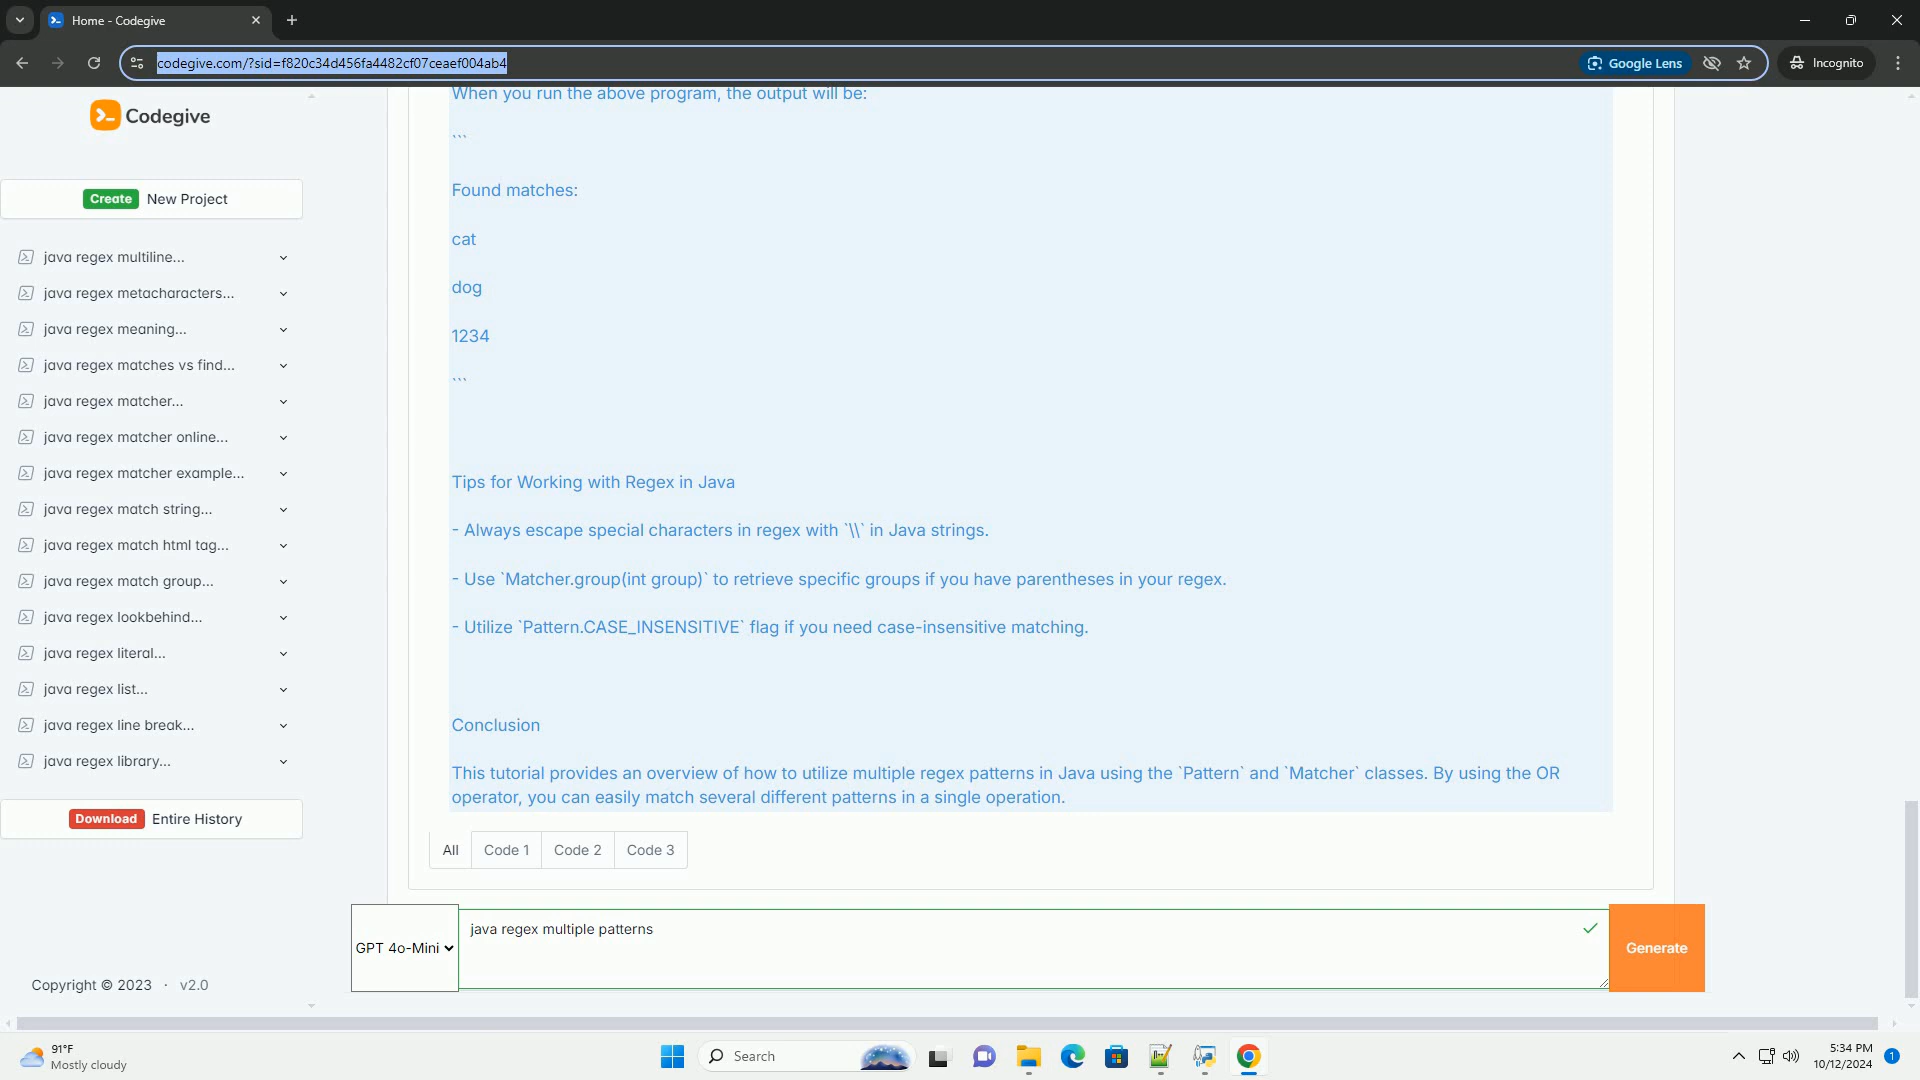 Home - Codegive
codegive.com/?sid=f820c34d456fa4482cf07ceaef004ab4
Google Lens
Incognito
Codegive
Create New Project
java regex multiline...
java regex metacharacters...
java regex meaning...
java regex matches vs find...
java regex matcher...
java regex matcher online...
java regex matcher example...
java regex match string...
java regex match html tag...
java regex match group...
java regex lookbehind...
java regex literal...
java regex list...
java regex line break...
java regex library...
Download Entire History
Copyright © 2023 · v2.0
When you run the above program, the output will be:
```
Found matches:
cat
dog
1234
```
Tips for Working with Regex in Java
- Always escape special characters in regex with `\\` in Java strings.
- Use `Matcher.group(int group)` to retrieve specific groups if you have parentheses in your regex.
- Utilize `Pattern.CASE_INSENSITIVE` flag if you need case-insensitive matching.
Conclusion
This tutorial provides an overview of how to utilize multiple regex patterns in Java using the `Pattern` and `Matcher` classes. By using the OR
operator, you can easily match several different patterns in a single operation.
All Code 1 Code 2 Code 3
GPT 4o-Mini
java regex multiple patterns
Generate
91°F
Mostly cloudy
Search
5:34 PM
10/12/2024
1